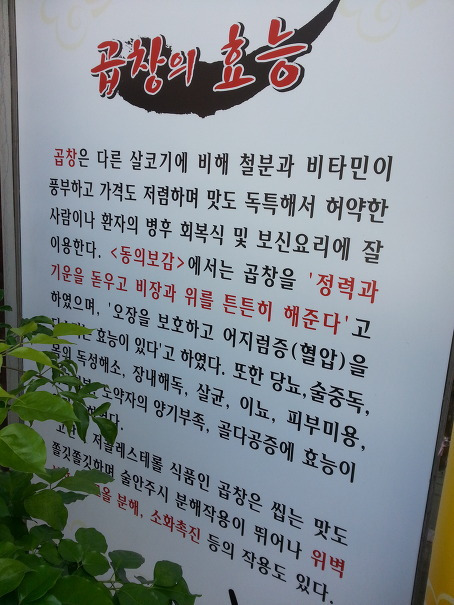 곱창의 효능
곱창은 다른 살코기에 비해 철분과 비타민이
풍부하고 가격도 저렴하며 맛도 독특해서 허약한
사람이나 환자의 병후 회복식 및 보신요리에 잘
이용한다. <동의보감>에서는 곱창을 '정력과
기운을 돋우고 비장과 위를 튼튼히 해준다'고
하였으며, '오장을 보호하고 어지럼증(혈압)을
효능이 있다'고 하였다. 또한 당뇨,술중독,
독성해소, 장내해독, 살균, 이뇨, 피부미용,
노약자의 양기부족, 골다공증에 효능이
저콜레스테롤 식품인 곱창은 씹는 맛도
쫄깃쫄깃하며 술안주시 분해작용이 뛰어나 위벽
분해, 소화촉진 등의 작용도 있다.